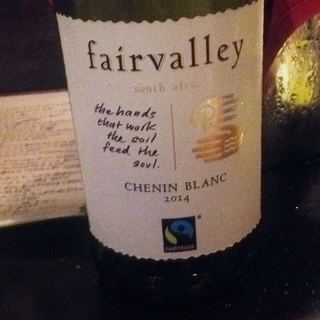 fairvalley
south africa
the hands
that work
the soil
feed the
soul.
CHENIN BLANC
2014
FAIRTRADE